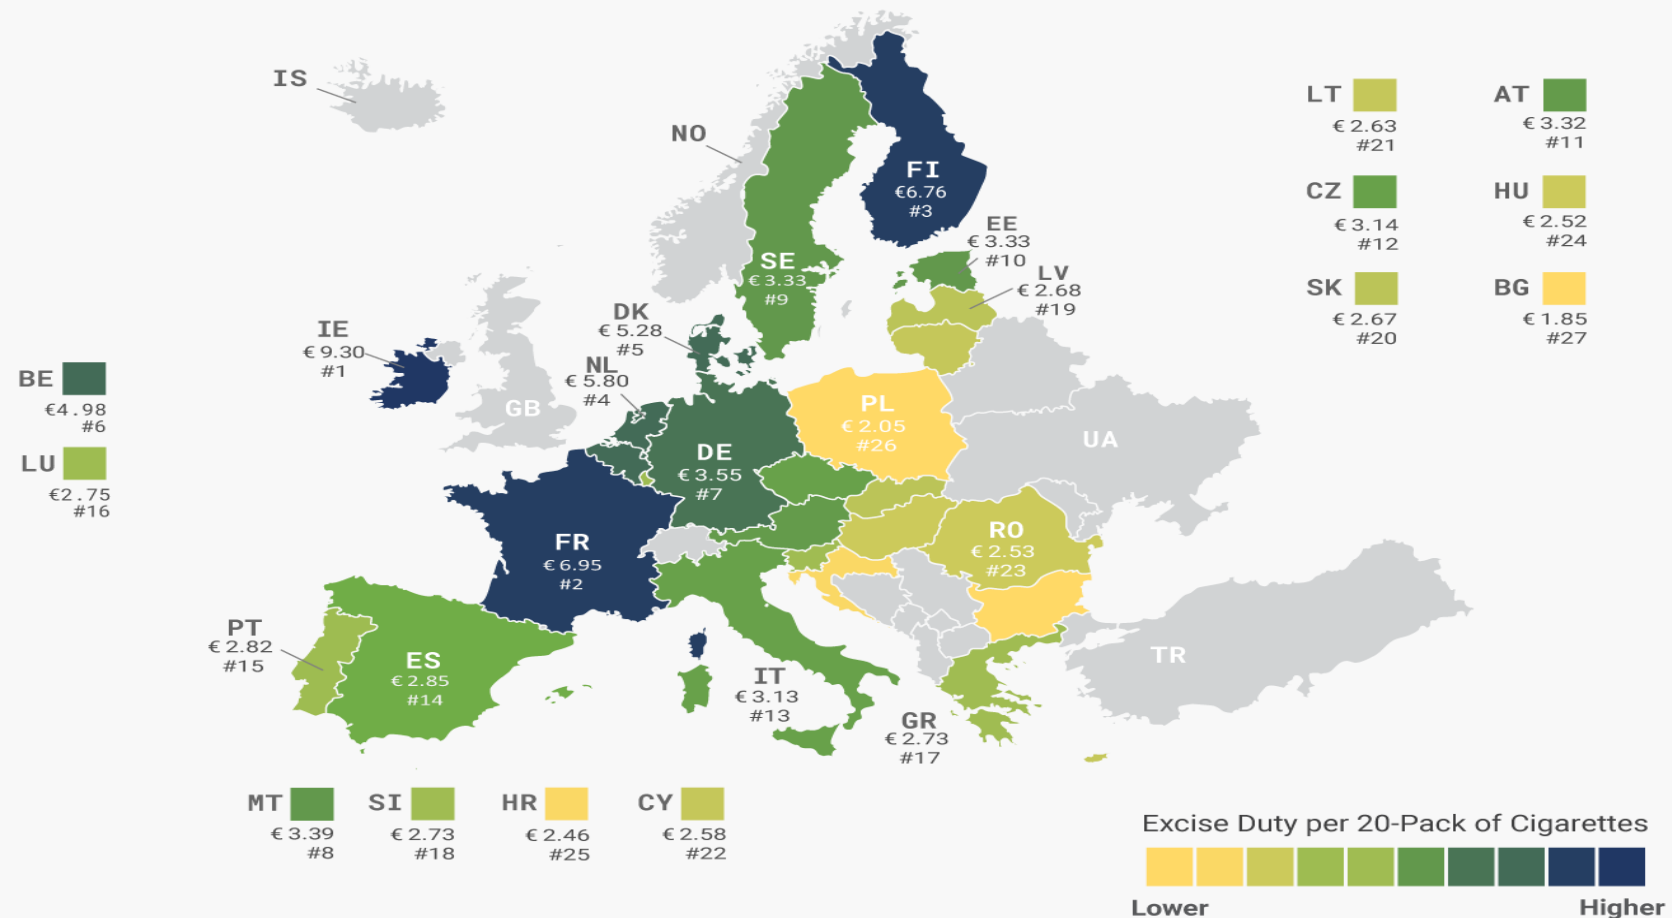 IS
NO
FI
€6.76
#3
SE
€ 3.33
#9
EE
€ 3.33
#10
LV
€ 2.68
#19
LT
€ 2.63
#21
AT
€ 3.32
#11
CZ
€ 3.14
#12
HU
€ 2.52
#24
SK
€ 2.67
#20
BG
€ 1.85
#27
IE
€ 9.30
#1
GB
DK
€ 5.28
#5
NL
€ 5.80
#4
BE
€4.98
#6
LU
€2.75
#16
DE
€ 3.55
#7
PL
€ 2.05
#26
UA
FR
€ 6.95
#2
RO
€ 2.53
#23
PT
€ 2.82
#15
ES
€ 2.85
#14
IT
€ 3.13
#13
GR
€ 2.73
#17
TR
MT
€ 3.39
#8
SI
€ 2.73
#18
HR
€ 2.46
#25
CY
€ 2.58
#22
Excise Duty per 20-Pack of Cigarettes
Lower
Higher